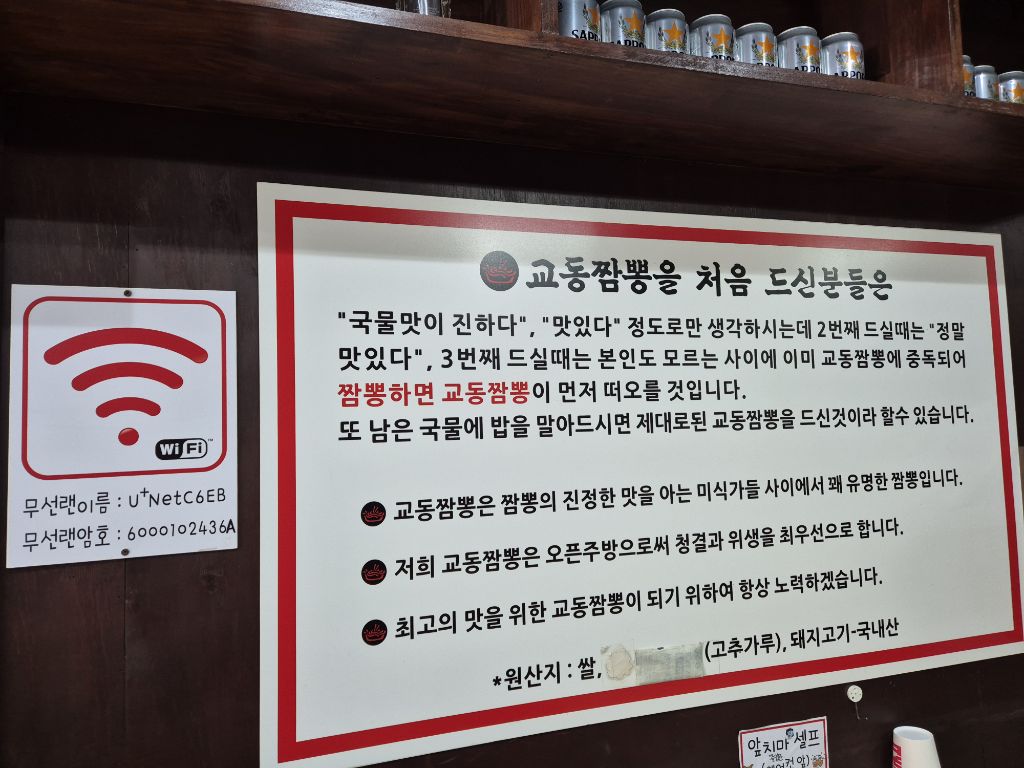 SAPPO
교동짬뽕을 처음 드신분들은
"국물맛이 진하다", "맛있다" 정도로만 생각하시는데 2번째 드실때는 "정말
맛있다", 3번째 드실때는 본인도 모르는 사이에 이미 교동짬뽕에 중독되어
짬뽕하면 교동짬뽕이 먼저 떠오를 것입니다.
또 남은 국물에 밥을 말아드시면 제대로된 교동짬뽕을 드신것이라 할수 있습니다.
교동짬뽕은 짬뽕의 진정한 맛을 아는 미식가들 사이에서 꽤 유명한 짬뽕입니다.
저희 교동짬뽕은 오픈주방으로써 청결과 위생을 최우선으로 합니다.
최고의 맛을 위한 교동짬뽕이 되기 위하여 항상 노력하겠습니다.
*원산지 : 쌀, (고추가루), 돼지고기-국내산
WiFi
무선랜이름 : U+NetC6EB
무선랜암호 : 6000102436A
앞치마 셀프